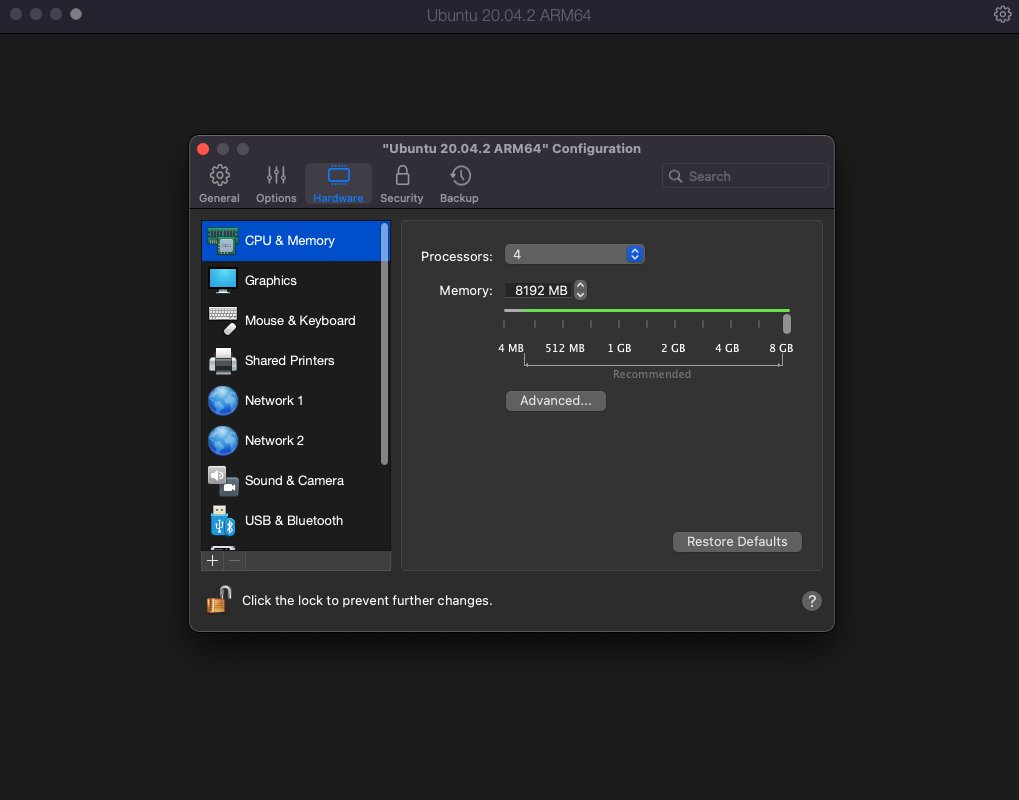 Ubuntu 20.04.2 ARM64
"Ubuntu 20.04.2 ARM64" Configuration
General Options Hardware Security Backup
Search
CPU & Memory
Graphics
Mouse & Keyboard
Shared Printers
Network 1
Network 2
Sound & Camera
USB & Bluetooth
Processors: 4
Memory: 8192 MB
4 MB 512 MB 1 GB 2 GB 4 GB 8 GB
Recommended
Advanced...
Restore Defaults
Click the lock to prevent further changes.
?